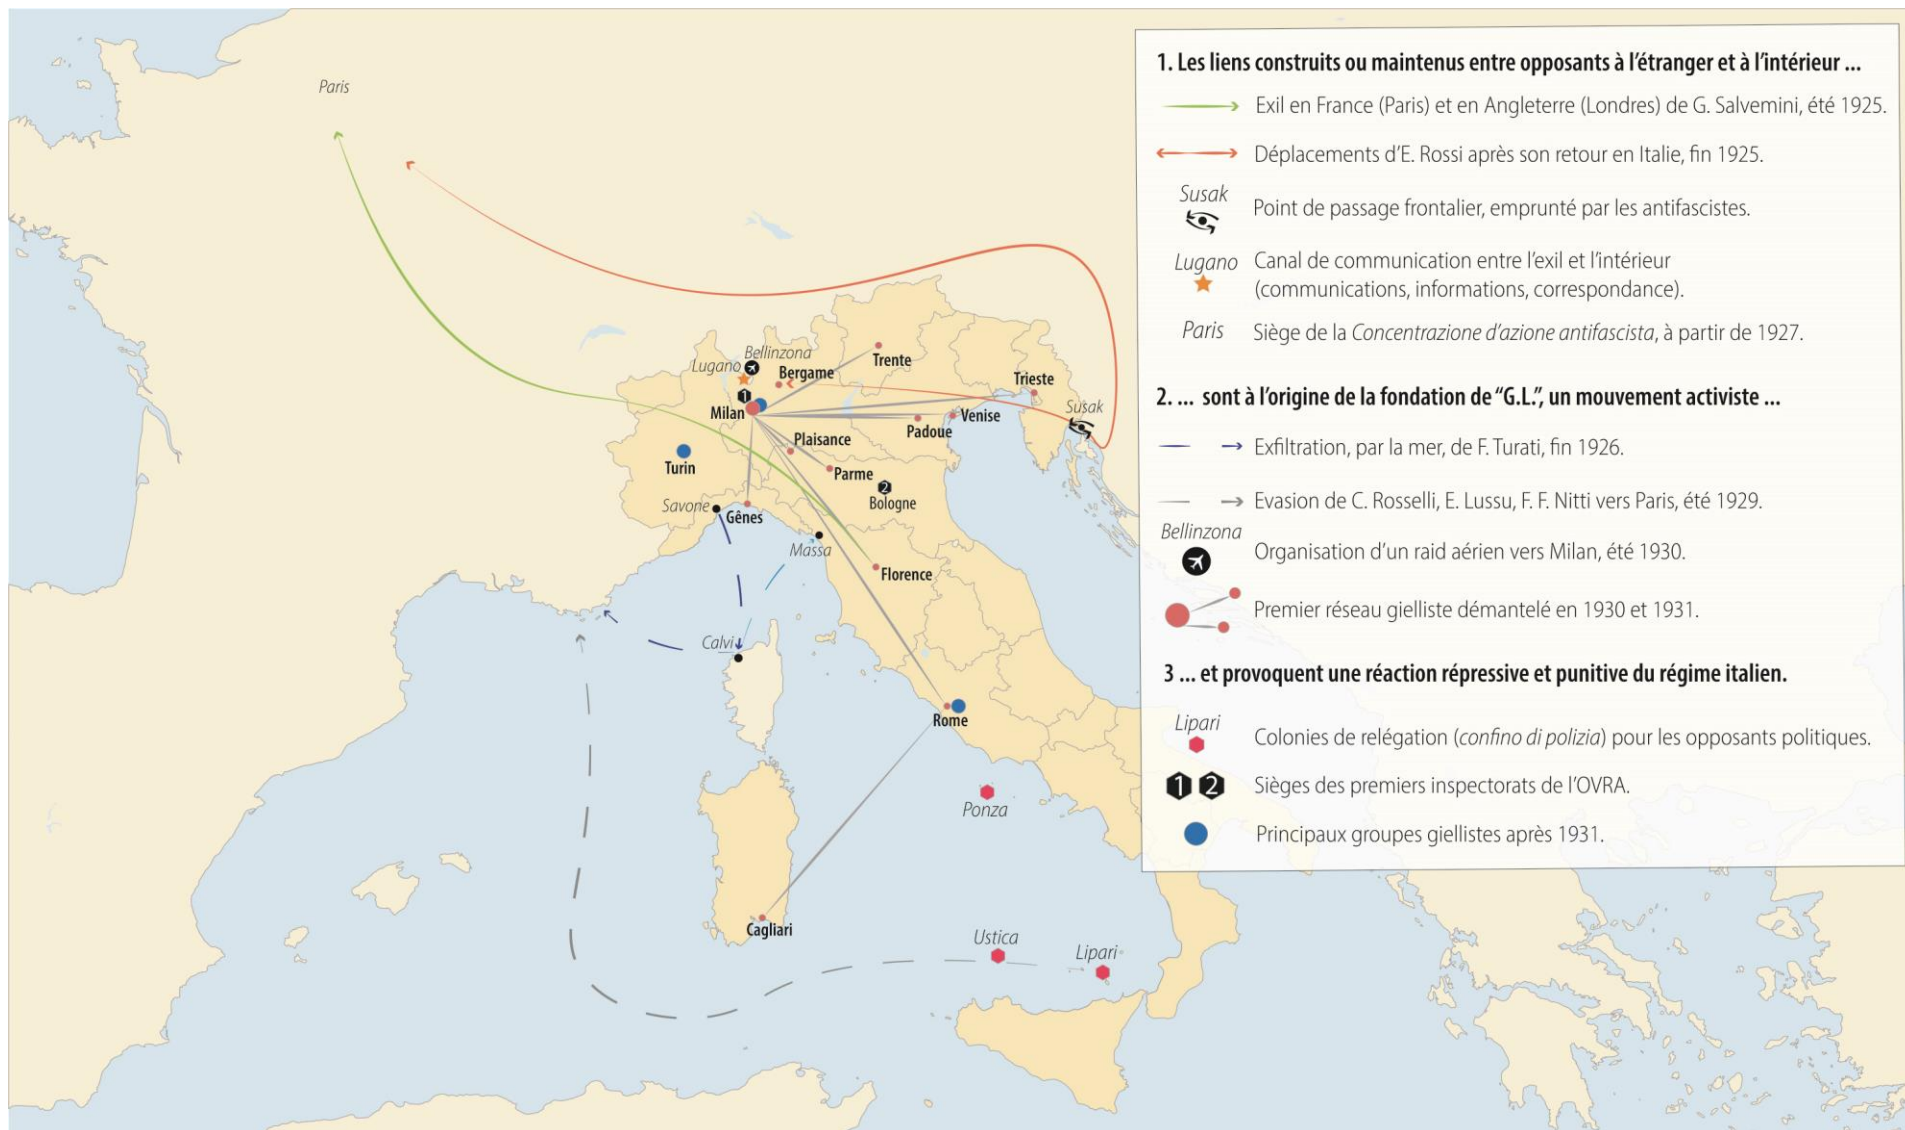 Paris
Bellinzona
Lugano
Bergame
Trente
Trieste
1
Milan
Susak
Venise
Padoue
Plaisance
Turin
Parme
2
Bologne
Savone
Gênes
Massa
Florence
Calvi
Rome
Ponza
Cagliari
Ustica
Lipari
1. Les liens construits ou maintenus entre opposants à l'étranger et à l'intérieur ...
Exil en France (Paris) et en Angleterre (Londres) de G. Salvemini, été 1925.
Déplacements d'E. Rossi après son retour en Italie, fin 1925.
Susak
Point de passage frontalier, emprunté par les antifascistes.
Lugano
Canal de communication entre l'exil et l'intérieur
(communications, informations, correspondance).
Paris
Siège de la Concentrazione d'azione antifascista, à partir de 1927.
2. ... sont à l'origine de la fondation de "G.L.", un mouvement activiste ...
Exfiltration, par la mer, de F. Turati, fin 1926.
Evasion de C. Rosselli, E. Lussu, F. F. Nitti vers Paris, été 1929.
Bellinzona
Organisation d'un raid aérien vers Milan, été 1930.
Premier réseau gielliste démantelé en 1930 et 1931.
3 ... et provoquent une réaction répressive et punitive du régime italien.
Lipari
Colonies de relégation (confino di polizia) pour les opposants politiques.
1 2
Sièges des premiers inspectorats de l'OVRA.
Principaux groupes giellistes après 1931.